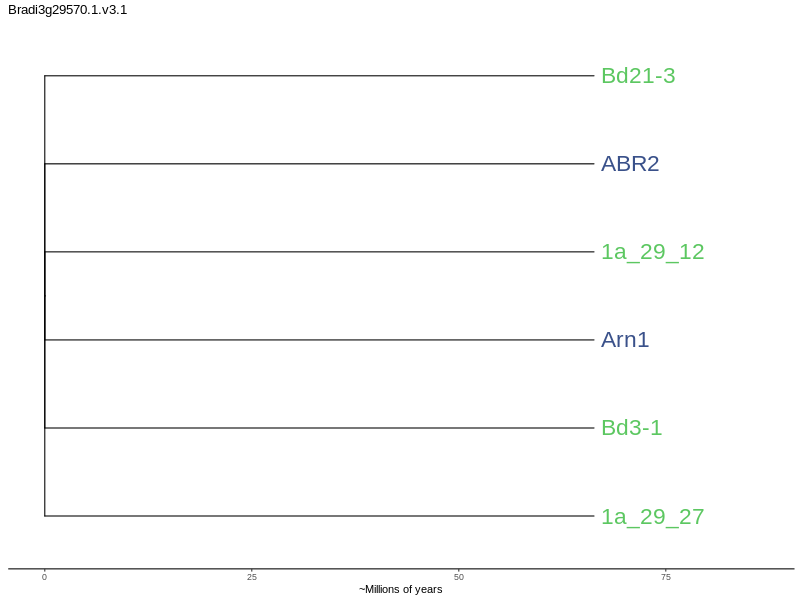 Bradi3g29570.1.v3.1
Bd21-3
ABR2
1a_29_12
Arn1
Bd3-1
1a_29_27
0 25 50 75
~Millions of years